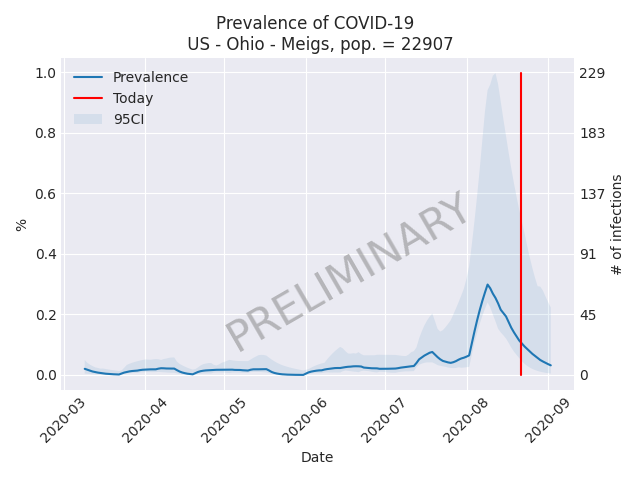 Prevalence of COVID-19
US - Ohio - Meigs, pop. = 22907
Prevalence
Today
95CI
PRELIMINARY
%
1.0
0.8
0.6
0.4
0.2
0.0
229
183
137
91
45
0
# of infections
2020-03
2020-04
2020-05
2020-06
2020-07
2020-08
2020-09
Date